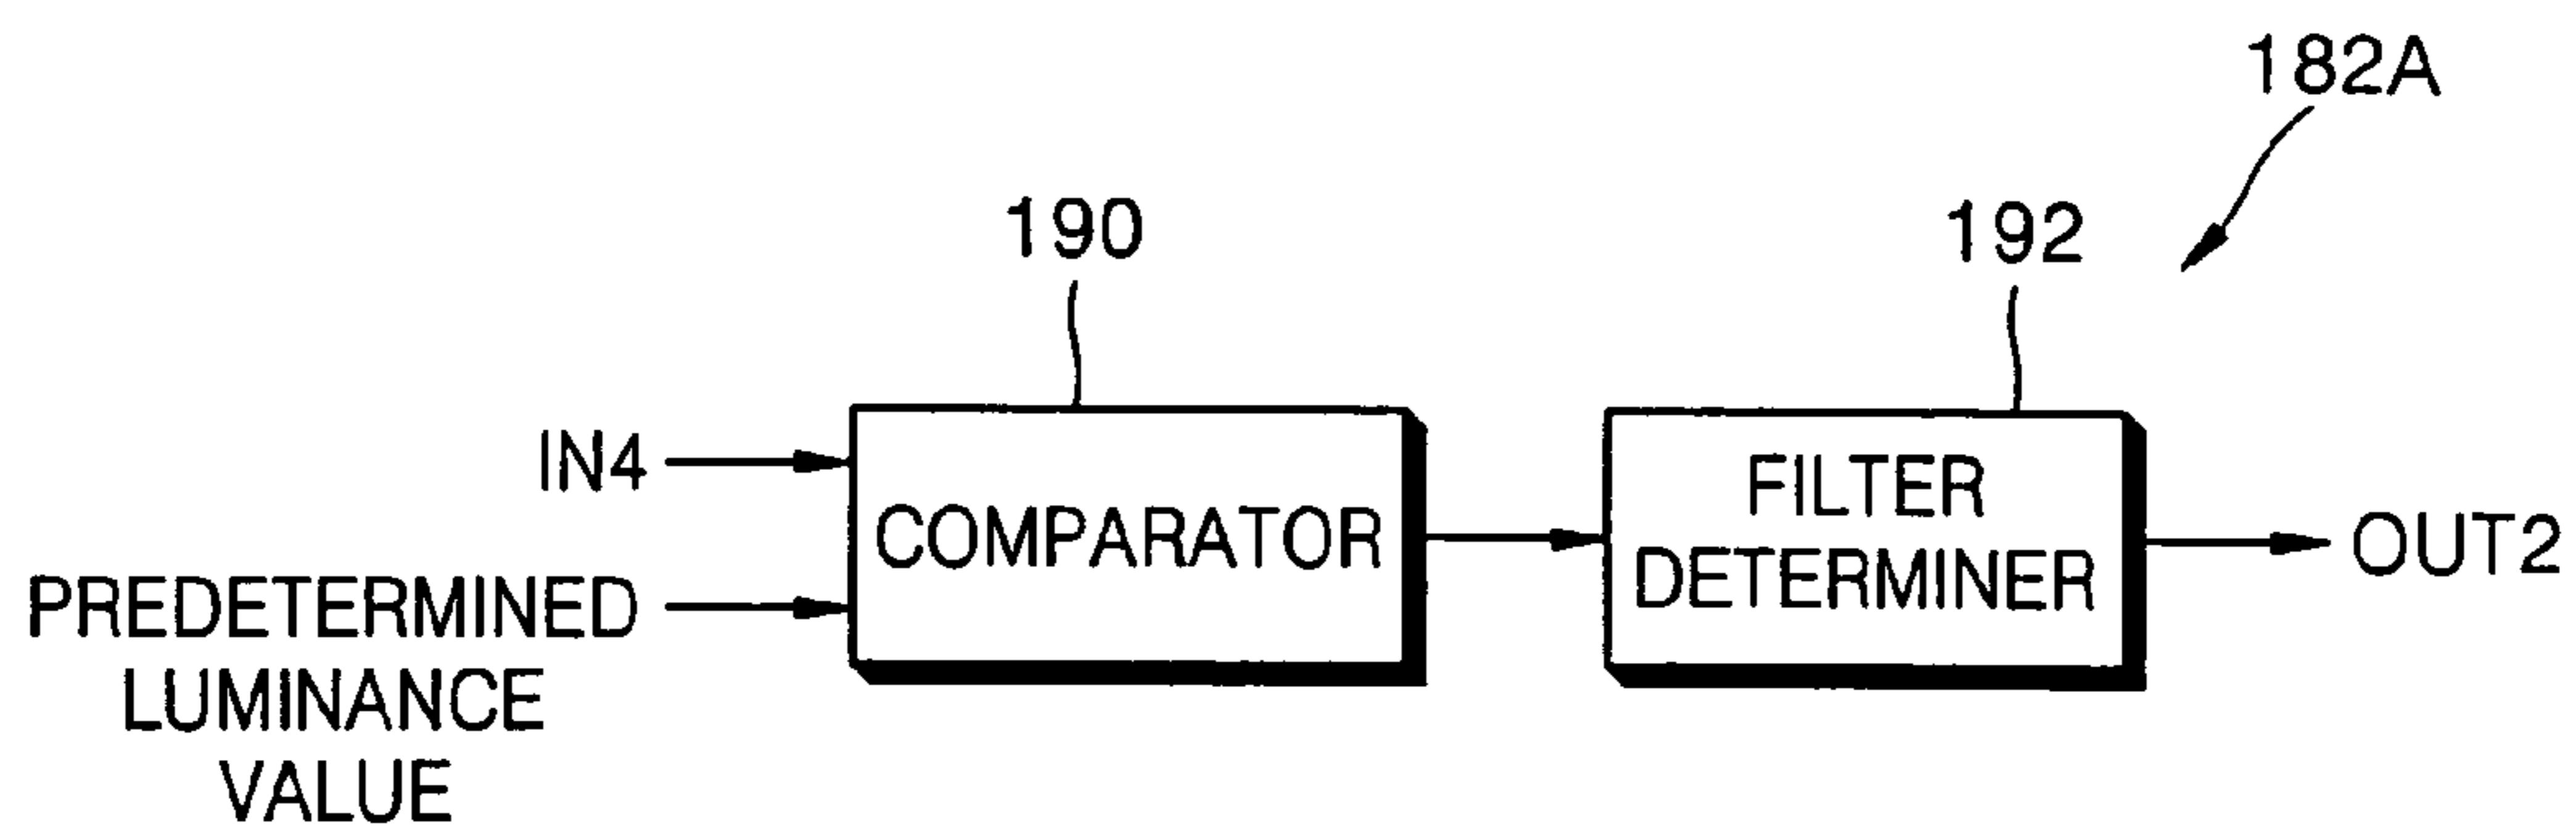 182A
190
192
IN4
COMPARATOR
FILTER
DETERMINER
OUT2
PREDETERMINED
LUMINANCE
VALUE